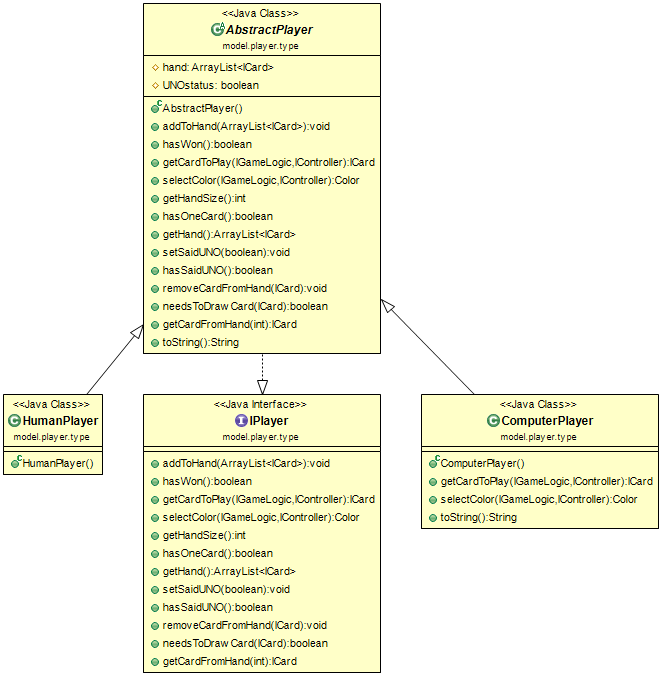 <<Java Class>>
AbstractPlayer
model.player.type
hand: ArrayList<ICard>
UNOstatus: boolean
AbstractPlayer()
addToHand(ArrayList<ICard>):void
hasWon():boolean
getCardToPlay(IGameLogic,IController):ICard
selectColor(IGameLogic,IController):Color
getHandSize():int
hasOneCard():boolean
getHand():ArrayList<ICard>
setSaidUNO(boolean):void
hasSaidUNO():boolean
removeCardFromHand(ICard):void
needsToDrawCard(ICard):boolean
getCardFromHand(int):ICard
toString():String
<<Java Class>>
HumanPlayer
model.player.type
HumanPlayer()
<<Java Interface>>
IPlayer
model.player.type
addToHand(ArrayList<ICard>):void
hasWon():boolean
getCardToPlay(IGameLogic,IController):ICard
selectColor(IGameLogic,IController):Color
getHandSize():int
hasOneCard():boolean
getHand():ArrayList<ICard>
setSaidUNO(boolean):void
hasSaidUNO():boolean
removeCardFromHand(ICard):void
needsToDrawCard(ICard):boolean
getCardFromHand(int):ICard
<<Java Class>>
ComputerPlayer
model.player.type
ComputerPlayer()
getCardToPlay(IGameLogic,IController):ICard
selectColor(IGameLogic,IController):Color
toString():String